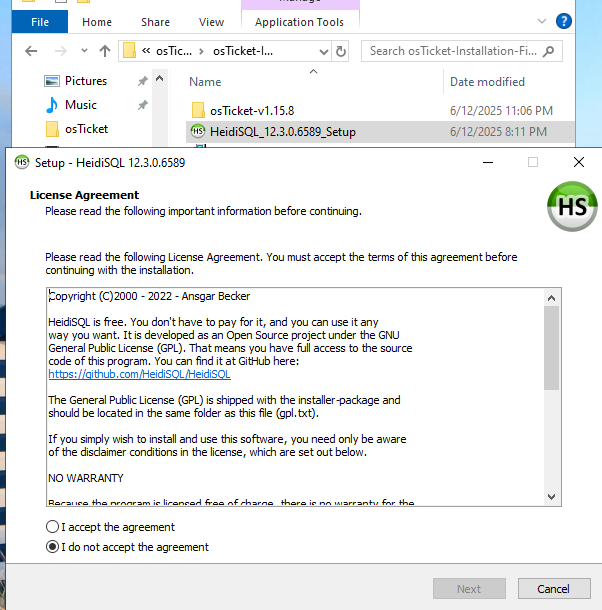 Manage
File Home Share View Application Tools
« osTic... > osTicket-I... Search osTicket-Installation-Fi...
Name Date modified
Pictures
Music
osTicket
osTicket-v1.15.8 6/12/2025 11:06 PM
HeidiSQL_12.3.0.6589_Setup 6/12/2025 8:11 PM
HS Setup - HeidiSQL 12.3.0.6589
License Agreement
Please read the following important information before continuing.
HS
Please read the following License Agreement. You must accept the terms of this agreement before
continuing with the installation.
Copyright (C)2000 - 2022 - Ansgar Becker
HeidiSQL is free. You don't have to pay for it, and you can use it any
way you want. It is developed as an Open Source project under the GNU
General Public License (GPL). That means you have full access to the source
code of this program. You can find it at GitHub here:
https://github.com/HeidiSQL/HeidiSQL
The General Public License (GPL) is shipped with the installer-package and
should be located in the same folder as this file (gpl.txt).
If you simply wish to install and use this software, you need only be aware
of the disclaimer conditions in the license, which are set out below.
NO WARRANTY
Because the program is licensed free of charge, there is no warranty for the
I accept the agreement
I do not accept the agreement
Next Cancel